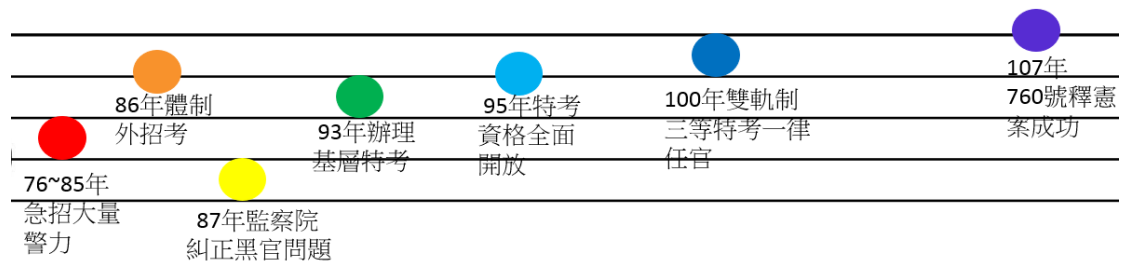 76~85年
急招大量
警力
86年體制
外招考
87年監察院
糾正黑官問題
93年辦理
基層特考
95年特考
資格全面
開放
100年雙軌制
三等特考一律
任官
107年
760號釋憲
案成功